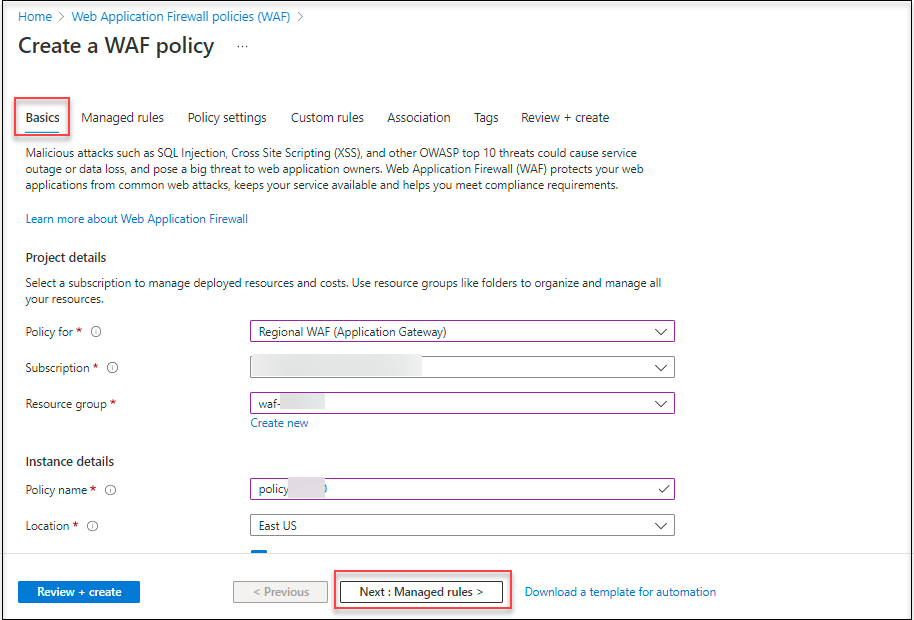 Home > Web Application Firewall policies (WAF) >
Create a WAF policy ...
Basics Managed rules Policy settings Custom rules Association Tags Review + create
Malicious attacks such as SQL Injection, Cross Site Scripting (XSS), and other OWASP top 10 threats could cause service
outage or data loss, and pose a big threat to web application owners. Web Application Firewall (WAF) protects your web
applications from common web attacks, keeps your service available and helps you meet compliance requirements.
Learn more about Web Application Firewall
Project details
Select a subscription to manage deployed resources and costs. Use resource groups like folders to organize and manage all
your resources.
Policy for * Regional WAF (Application Gateway)
Subscription *
Resource group * waf-
Create new
Instance details
Policy name * policy
Location * East US
Review + create < Previous Next : Managed rules > Download a template for automation